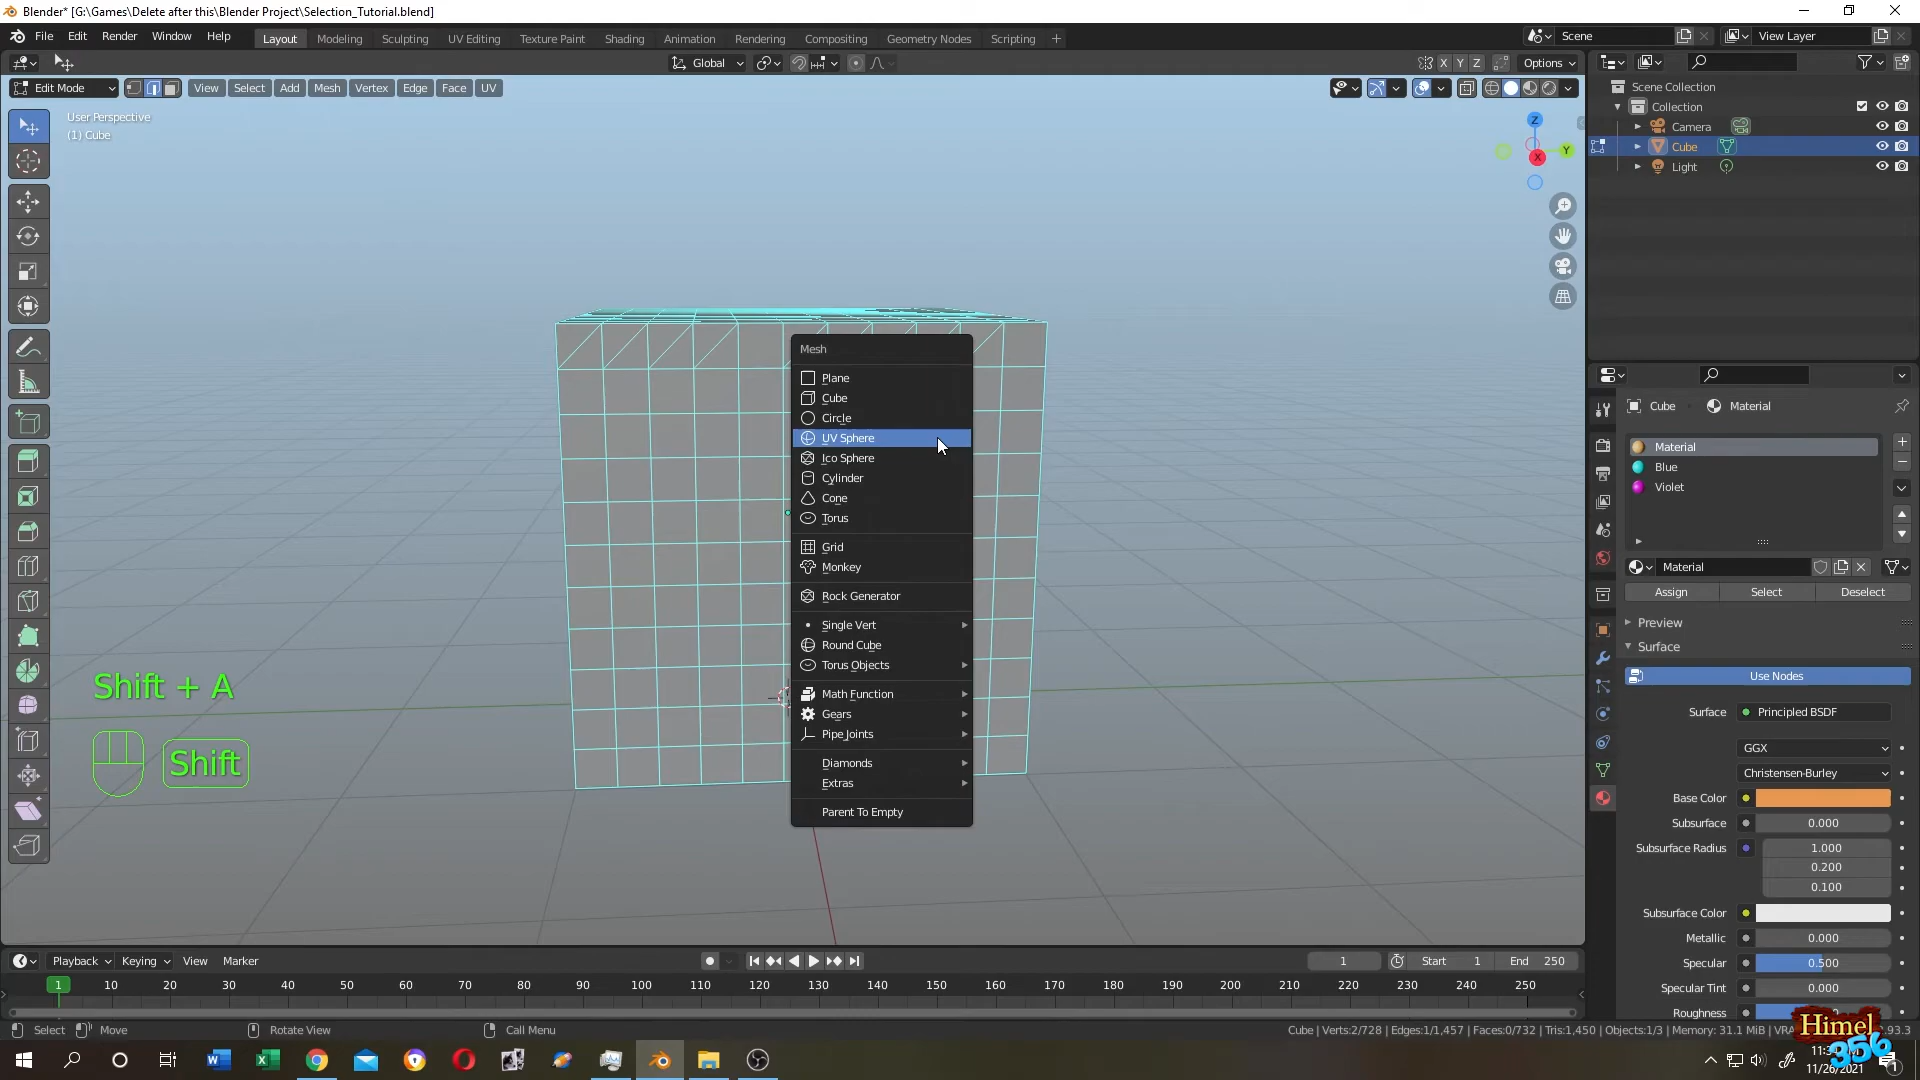 Blender* [G:\Games\Delete after this\Blender Project\Selection_Tutorial.blend]
File Edit Render Window Help
Layout Modeling Sculpting UV Editing Texture Paint Shading Animation Rendering Compositing Geometry Nodes Scripting +
Scene
View Layer
Global
X Y Z
Options
Edit Mode
View Select Add Mesh Vertex Edge Face UV
User Perspective
(1) Cube
Z
Y
X
Scene Collection
Collection
Camera
Cube
Light
Mesh
Plane
Cube
Circle
UV Sphere
Ico Sphere
Cylinder
Cone
Torus
Grid
Monkey
Rock Generator
Single Vert
Round Cube
Torus Objects
Math Function
Gears
Pipe Joints
Diamonds
Extras
Parent To Empty
Shift + A
Shift
Cube
Material
Material
Blue
Violet
Material
Assign Select Deselect
Preview
Surface
Use Nodes
Surface Principled BSDF
GGX
Christensen-Burley
Base Color
Subsurface 0.000
Subsurface Radius 1.000
0.200
0.100
Subsurface Color
Metallic 0.000
Specular 0.500
Specular Tint 0.000
Roughness
Playback Keying View Marker
1
Start 1
End 250
1 10 20 30 40 50 60 70 80 90 100 110 120 130 140 150 160 170 180 190 200 210 220 230 240 250
Select Move Rotate View Call Menu
Cube | Verts:2/728 | Edges:1/1,457 | Faces:0/732 | Tris:1,450 | Objects:1/3 | Memory: 31.1 MiB
Himel
356
11/26/2021